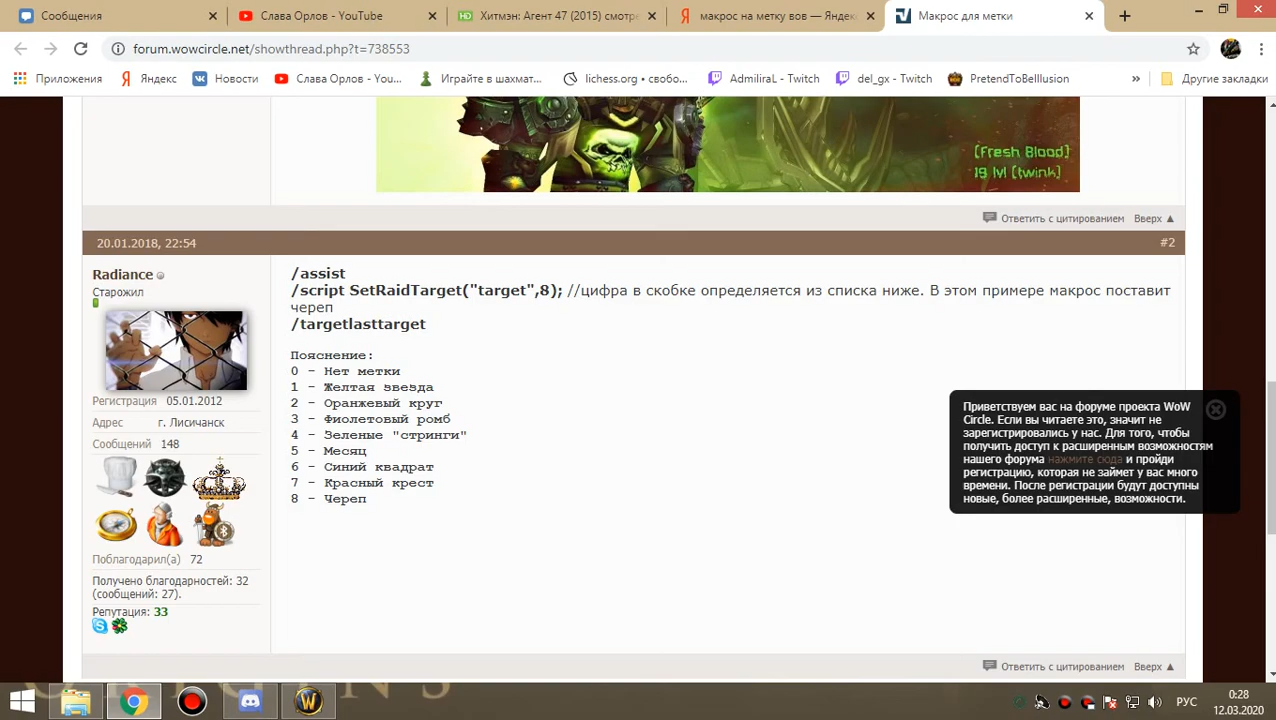 Сообщения
Слава Орлов - YouTube
HD Хитмэн: Агент 47 (2015) смотре
макрос на метку вов — Яндек
Макрос для метки
forum.wowcircle.net/showthread.php?t=738553
Приложения
Яндекс
Новости
Слава Орлов - You...
Играйте в шахмат...
lichess.org • свобо...
AdmiliraL - Twitch
del_gx - Twitch
PretendToBeIllusion
»
Другие закладки
[Fresh Blood]
19 lvl [twink]
Ответить с цитированием Вверх ▲
20.01.2018, 22:54
#2
Radiance
Старожил
Регистрация 05.01.2012
Адрес г. Лисичанск
Сообщений 148
Поблагодарил(а) 72
Получено благодарностей: 32
(сообщений: 27).
Репутация: 33
/assist
/script SetRaidTarget("target",8); //цифра в скобке определяется из списка ниже. В этом примере макрос поставит
череп
/targetlasttarget
Пояснение:
0 - Нет метки
1 - Желтая звезда
2 - Оранжевый круг
3 - Фиолетовый ромб
4 - Зеленые "стринги"
5 - Месяц
6 - Синий квадрат
7 - Красный крест
8 - Череп
Приветствуем вас на форуме проекта WoW
Circle. Если вы читаете это, значит не
зарегистрировались у нас. Для того, чтобы
получить доступ к расширенным возможностям
нашего форума нажмите сюда и пройди
регистрацию, которая не займет у вас много
времени. После регистрации будут доступны
новые, более расширенные, возможности.
Ответить с цитированием Вверх ▲
РУС
0:28
12.03.2020